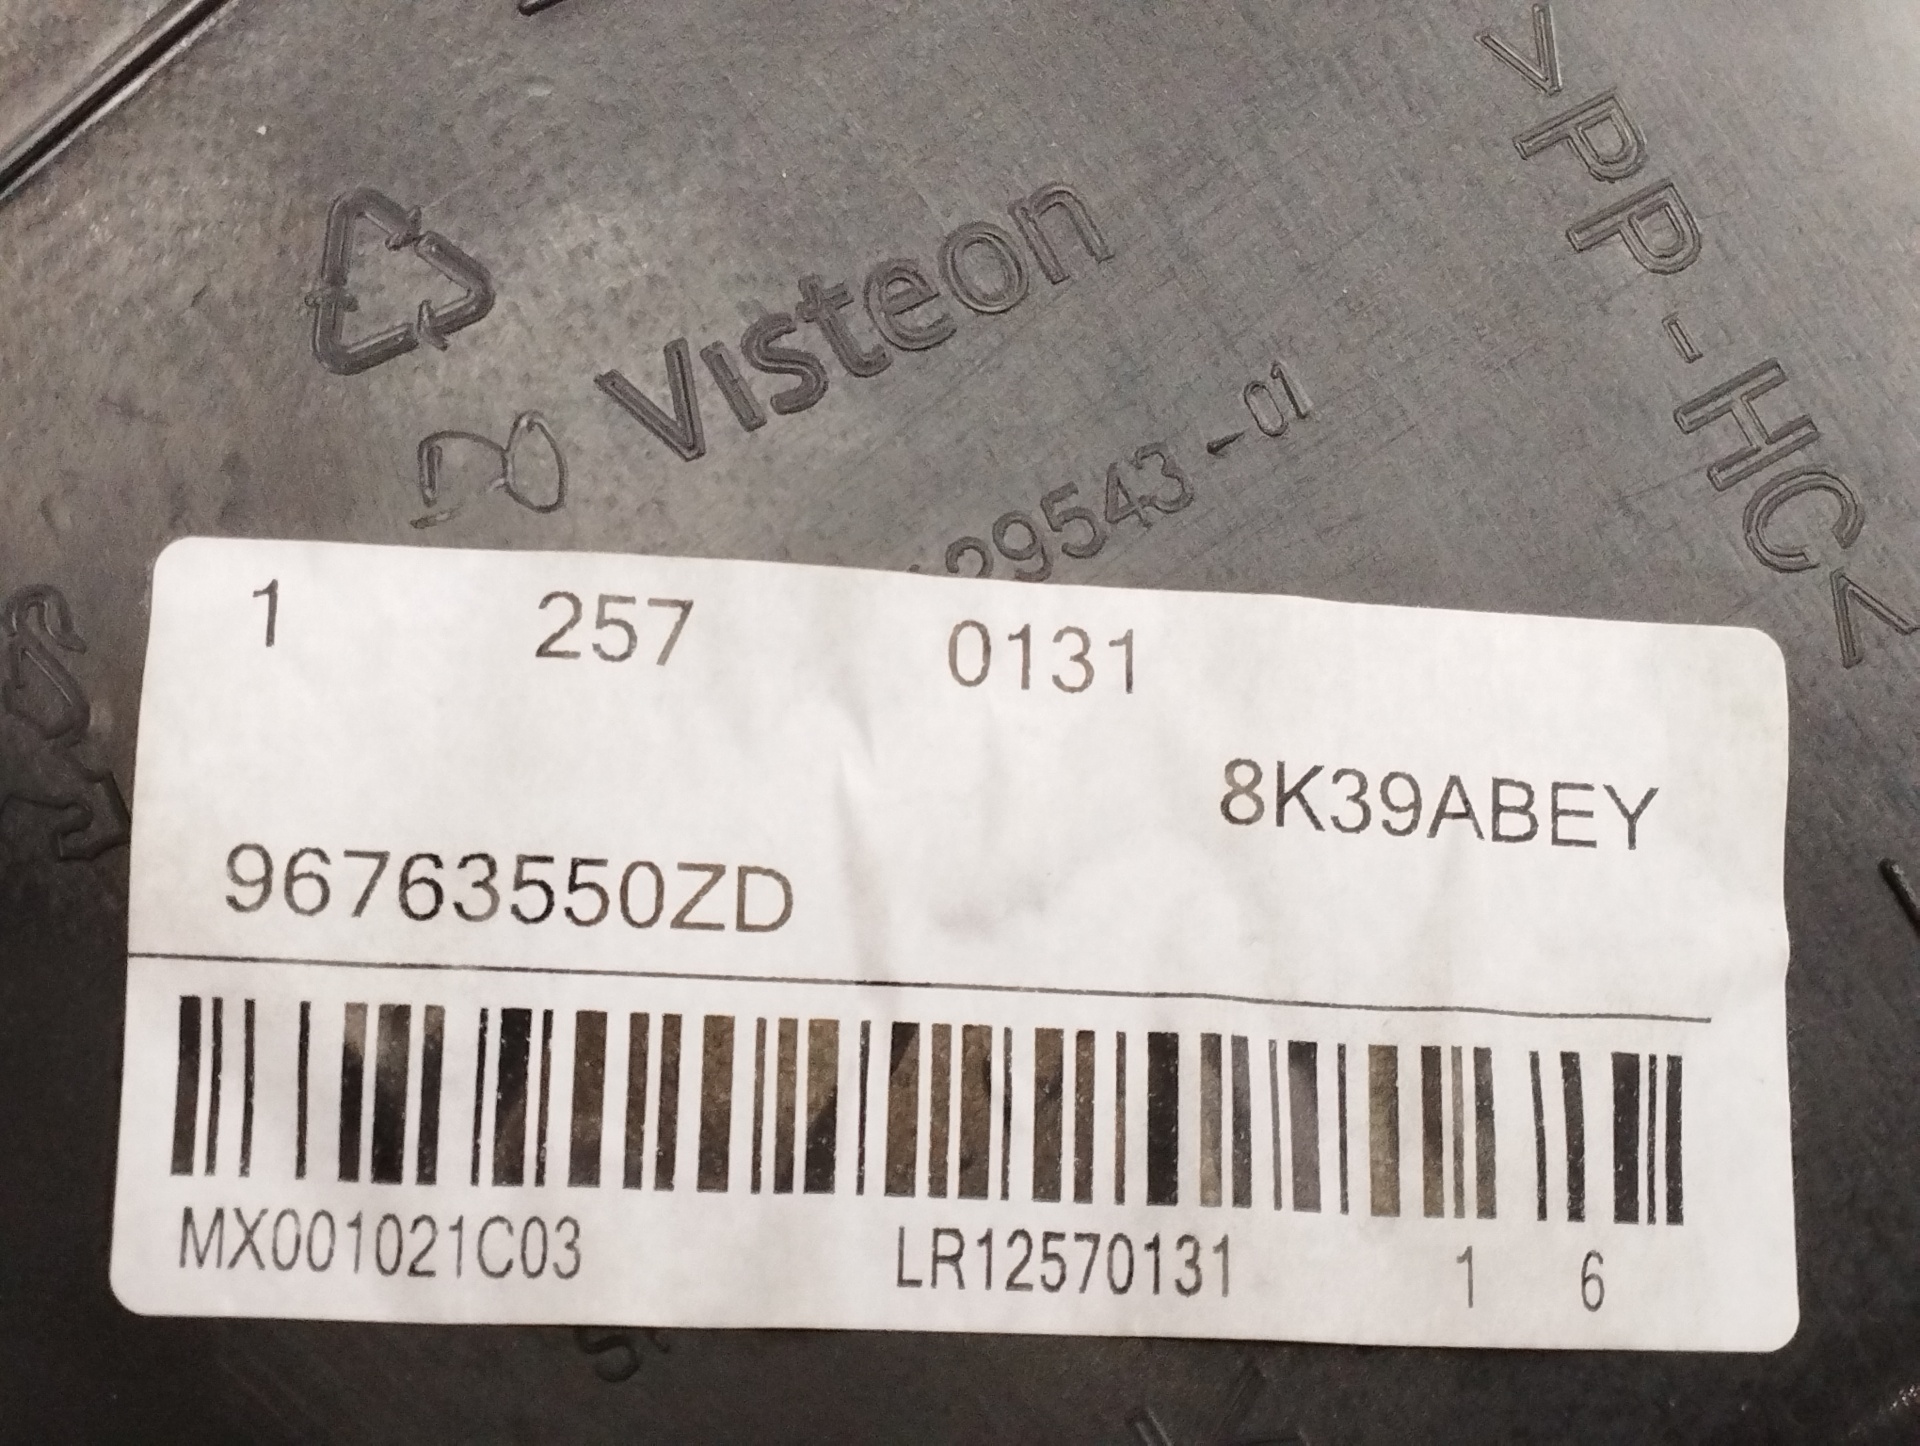 >PP-HC<
Visteon
29543-01
1 257 0131
8K39ABEY
96763550ZD
MX001021C03 LR12570131 1 6